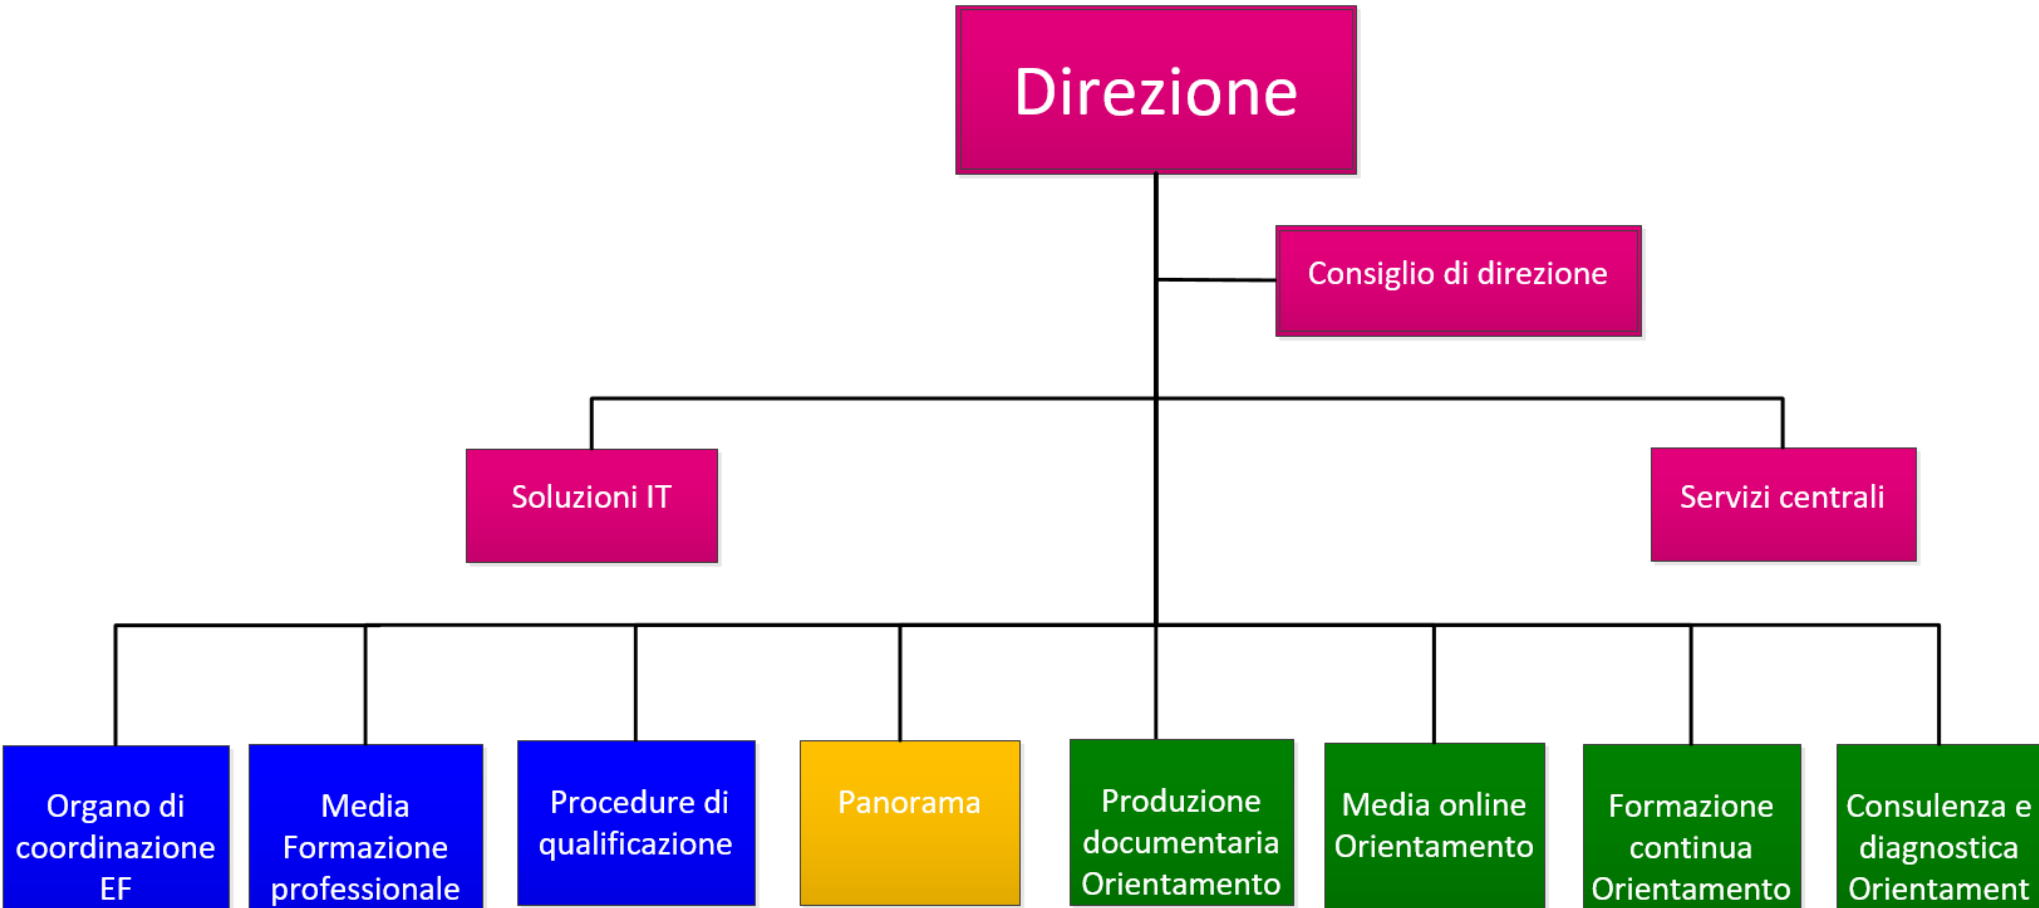 Direzione
Consiglio di direzione
Soluzioni IT
Servizi centrali
Organo di
coordinazione
EF
Media
Formazione
professionale
Procedure di
qualificazione
Panorama
Produzione
documentaria
Orientamento
Media online
Orientamento
Formazione
continua
Orientamento
Consulenza e
diagnostica
Orientament